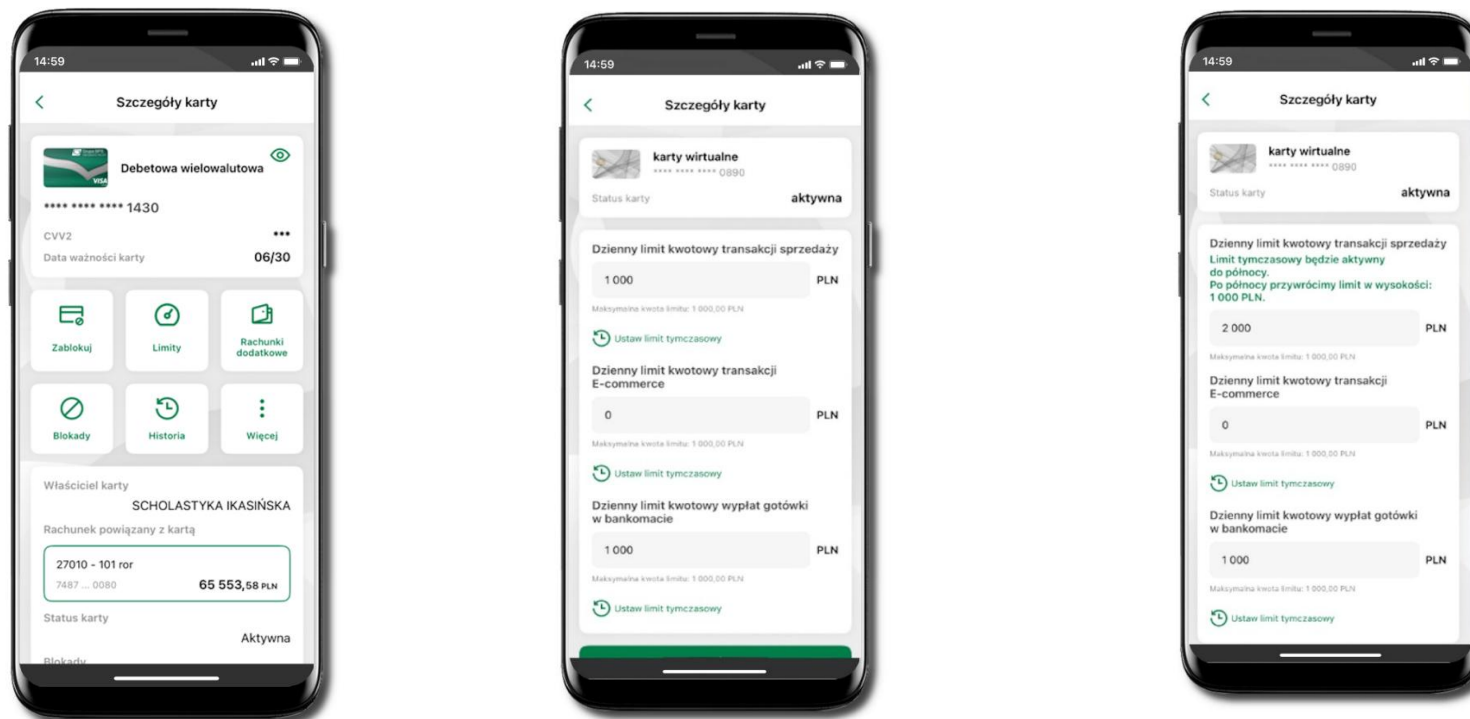 14:59
Szczegóły karty
Debetowa wielowalutowa
VISA
**** **** **** 1430
CVV2 •••
Data ważności karty 06/30
Zablokuj
Limity
Rachunki
dodatkowe
Blokady
Historia
Więcej
Właściciel karty
SCHOLASTYKA IKASIŃSKA
Rachunek powiązany z kartą
27010 - 101 ror
7487 ... 0080 65 553,58 PLN
Status karty
Aktywna
Blokady
14:59
Szczegóły karty
karty wirtualne
**** **** **** 0890
Status karty aktywna
Dzienny limit kwotowy transakcji sprzedaży
1 000 PLN
Maksymalna kwota limitu: 1 000,00 PLN
Ustaw limit tymczasowy
Dzienny limit kwotowy transakcji
E-commerce
0 PLN
Maksymalna kwota limitu: 1 000,00 PLN
Ustaw limit tymczasowy
Dzienny limit kwotowy wypłat gotówki
w bankomacie
1 000 PLN
Maksymalna kwota limitu: 1 000,00 PLN
Ustaw limit tymczasowy
14:59
Szczegóły karty
karty wirtualne
**** **** **** 0890
Status karty aktywna
Dzienny limit kwotowy transakcji sprzedaży
Limit tymczasowy będzie aktywny
do północy.
Po północy przywrócimy limit w wysokości:
1 000 PLN.
2 000 PLN
Maksymalna kwota limitu: 1 000,00 PLN
Dzienny limit kwotowy transakcji
E-commerce
0 PLN
Maksymalna kwota limitu: 1 000,00 PLN
Ustaw limit tymczasowy
Dzienny limit kwotowy wypłat gotówki
w bankomacie
1 000 PLN
Maksymalna kwota limitu: 1 000,00 PLN
Ustaw limit tymczasowy